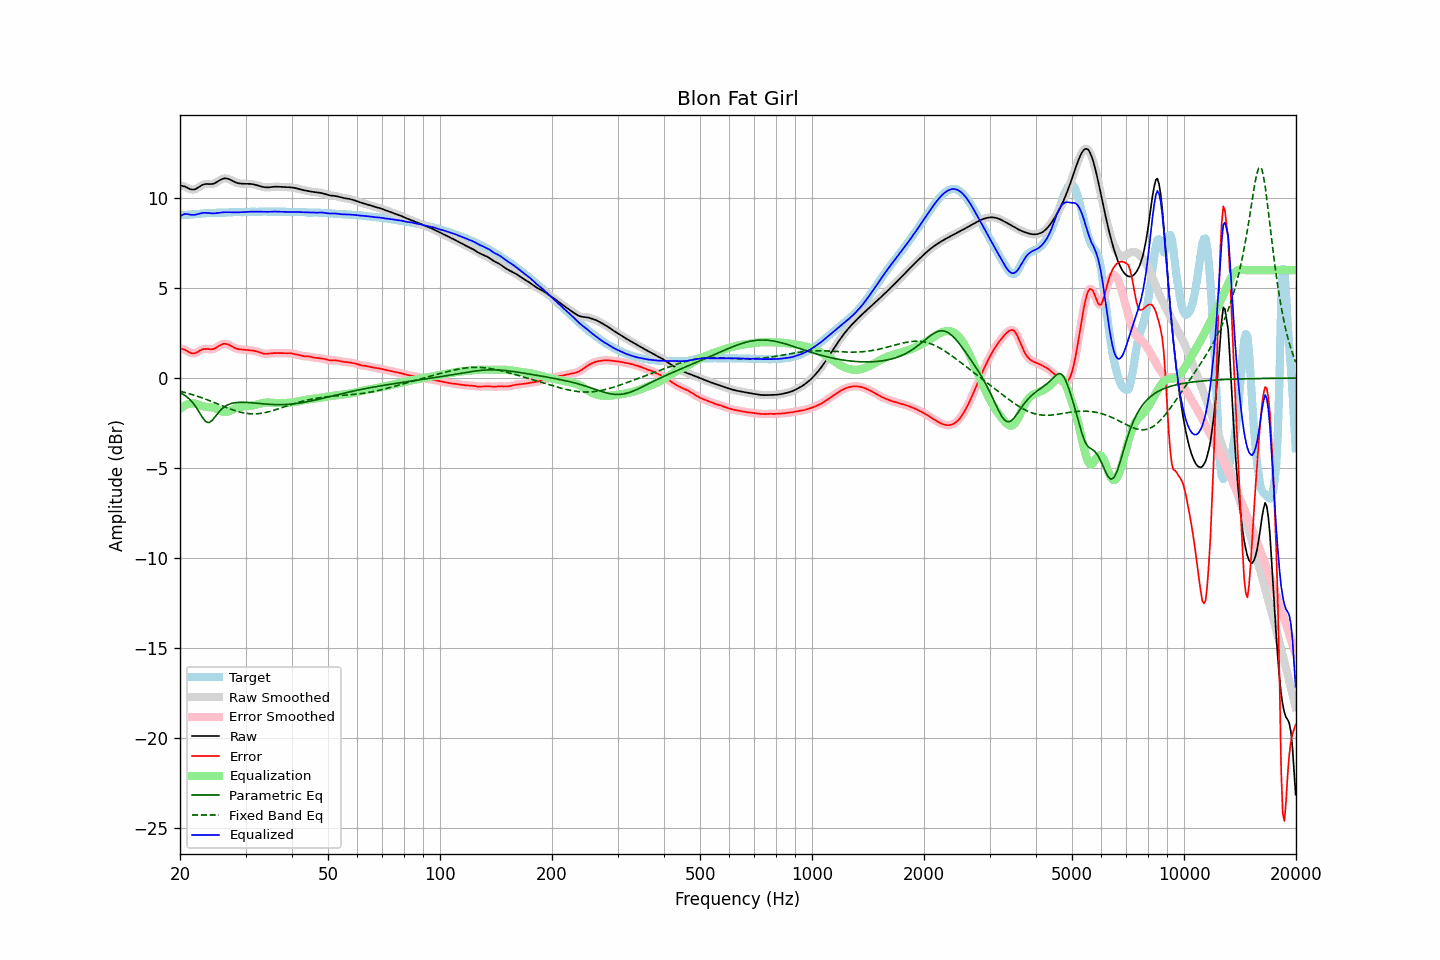 Blon Fat Girl
Amplitude (dBr)
10
5
0
−5
−10
−15
−20
−25
Target
Raw Smoothed
Error Smoothed
Raw
Error
Equalization
Parametric Eq
Fixed Band Eq
Equalized
20 50 100 200 500 1000 2000 5000 10000 20000
Frequency (Hz)